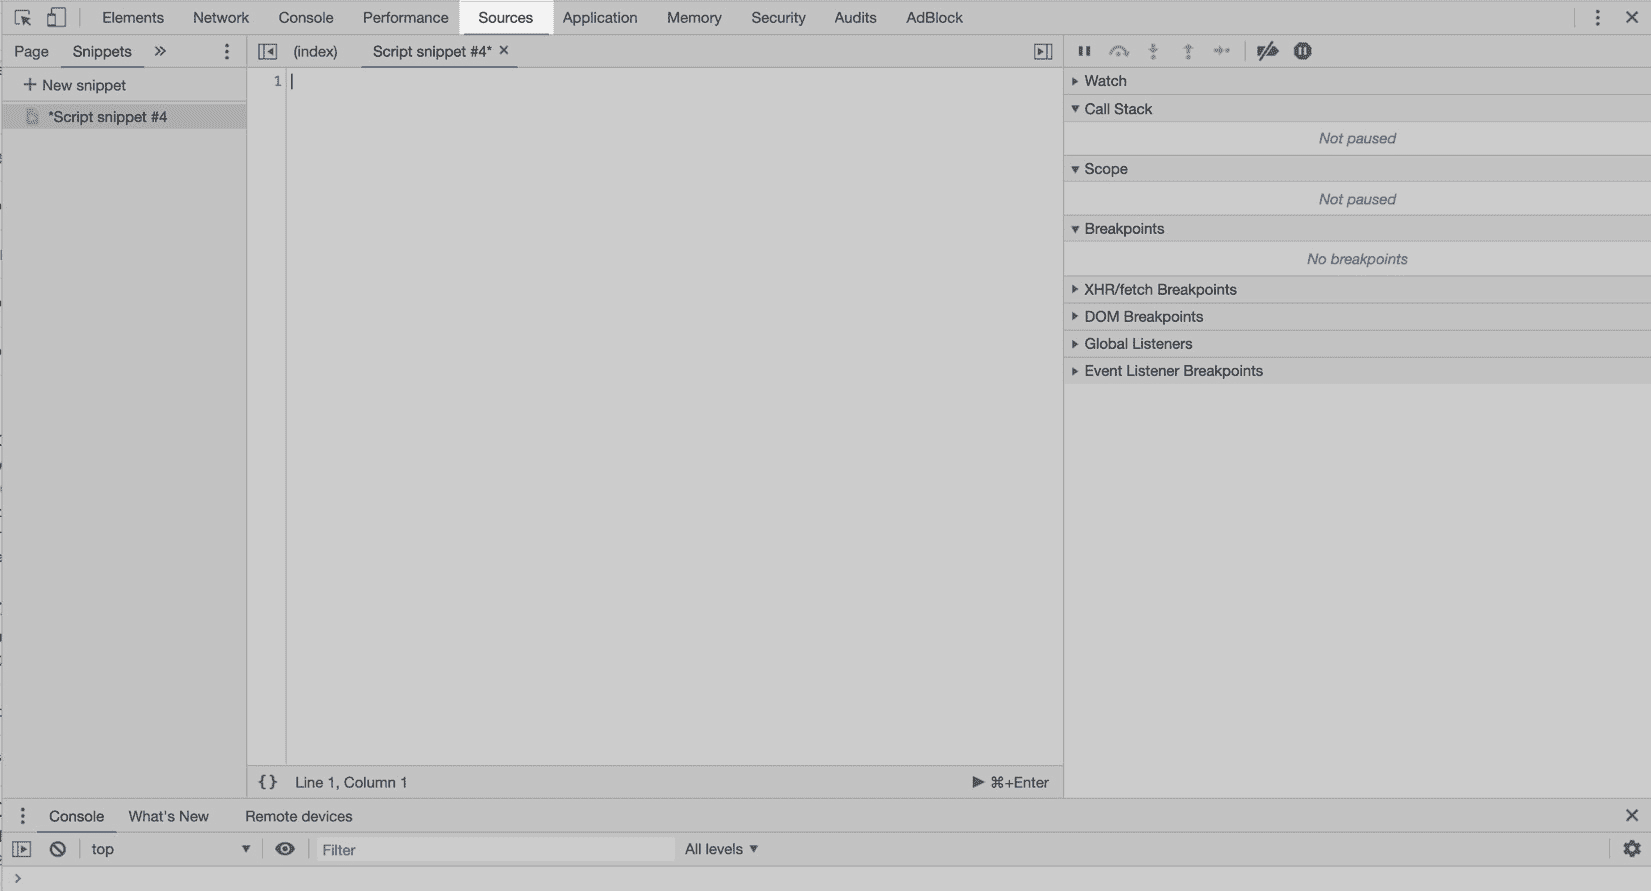 Elements Network Console Performance Sources Application Memory Security Audits AdBlock
Page Snippets »
(index) Script snippet #4* ×
+ New snippet
*Script snippet #4
1
Watch
Call Stack
Not paused
Scope
Not paused
Breakpoints
No breakpoints
XHR/fetch Breakpoints
DOM Breakpoints
Global Listeners
Event Listener Breakpoints
{} Line 1, Column 1 ⌘+Enter
Console What's New Remote devices
top Filter All levels
>